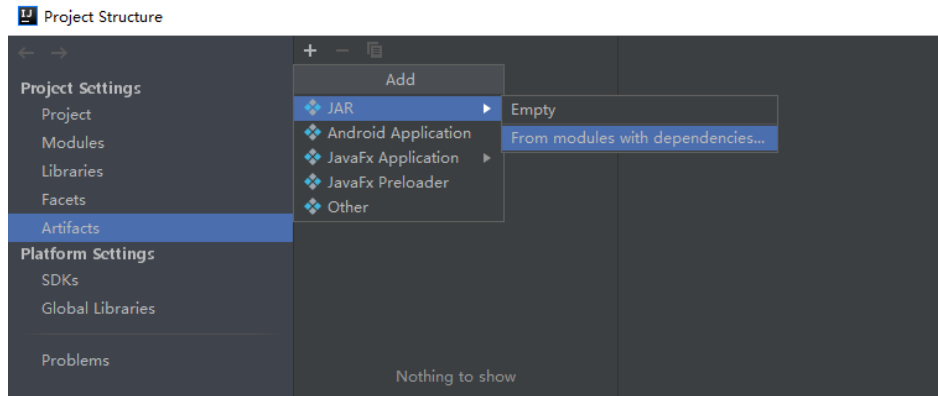 Project Structure
Project Settings
Project
Modules
Libraries
Facets
Artifacts
Platform Settings
SDKs
Global Libraries
Problems
Add
JAR
Android Application
JavaFx Application
JavaFx Preloader
Other
Empty
From modules with dependencies...
Nothing to show